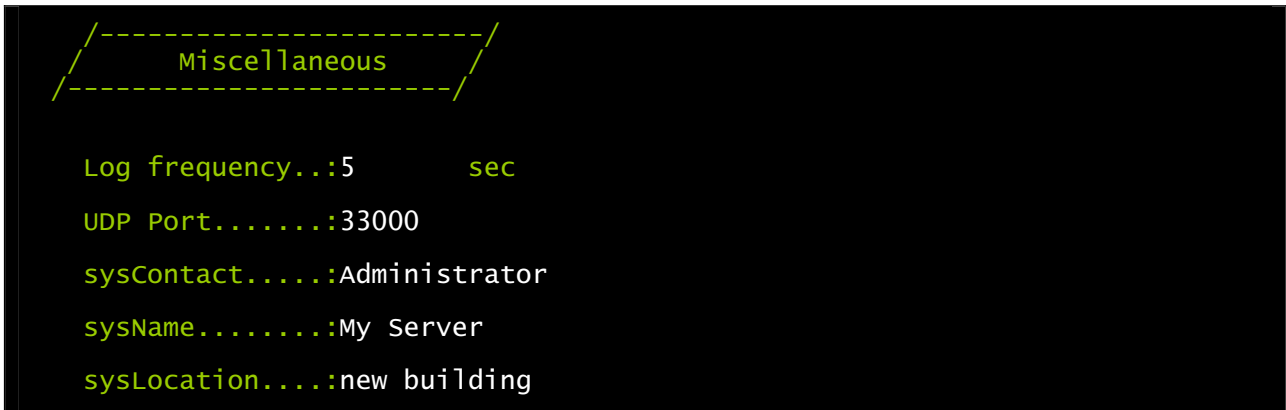 /------------------------/
/ Miscellaneous /
/------------------------/
Log frequency..:5 sec
UDP Port.......:33000
sysContact.....:Administrator
sysName........:My Server
sysLocation....:new building